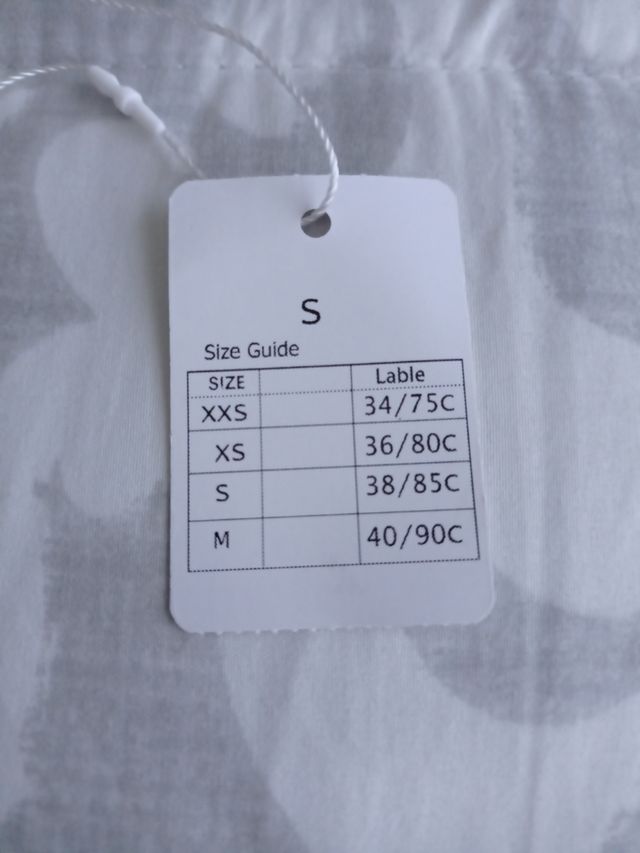 S
Size Guide
SIZE Lable
XXS 34/75C
XS 36/80C
S 38/85C
M 40/90C